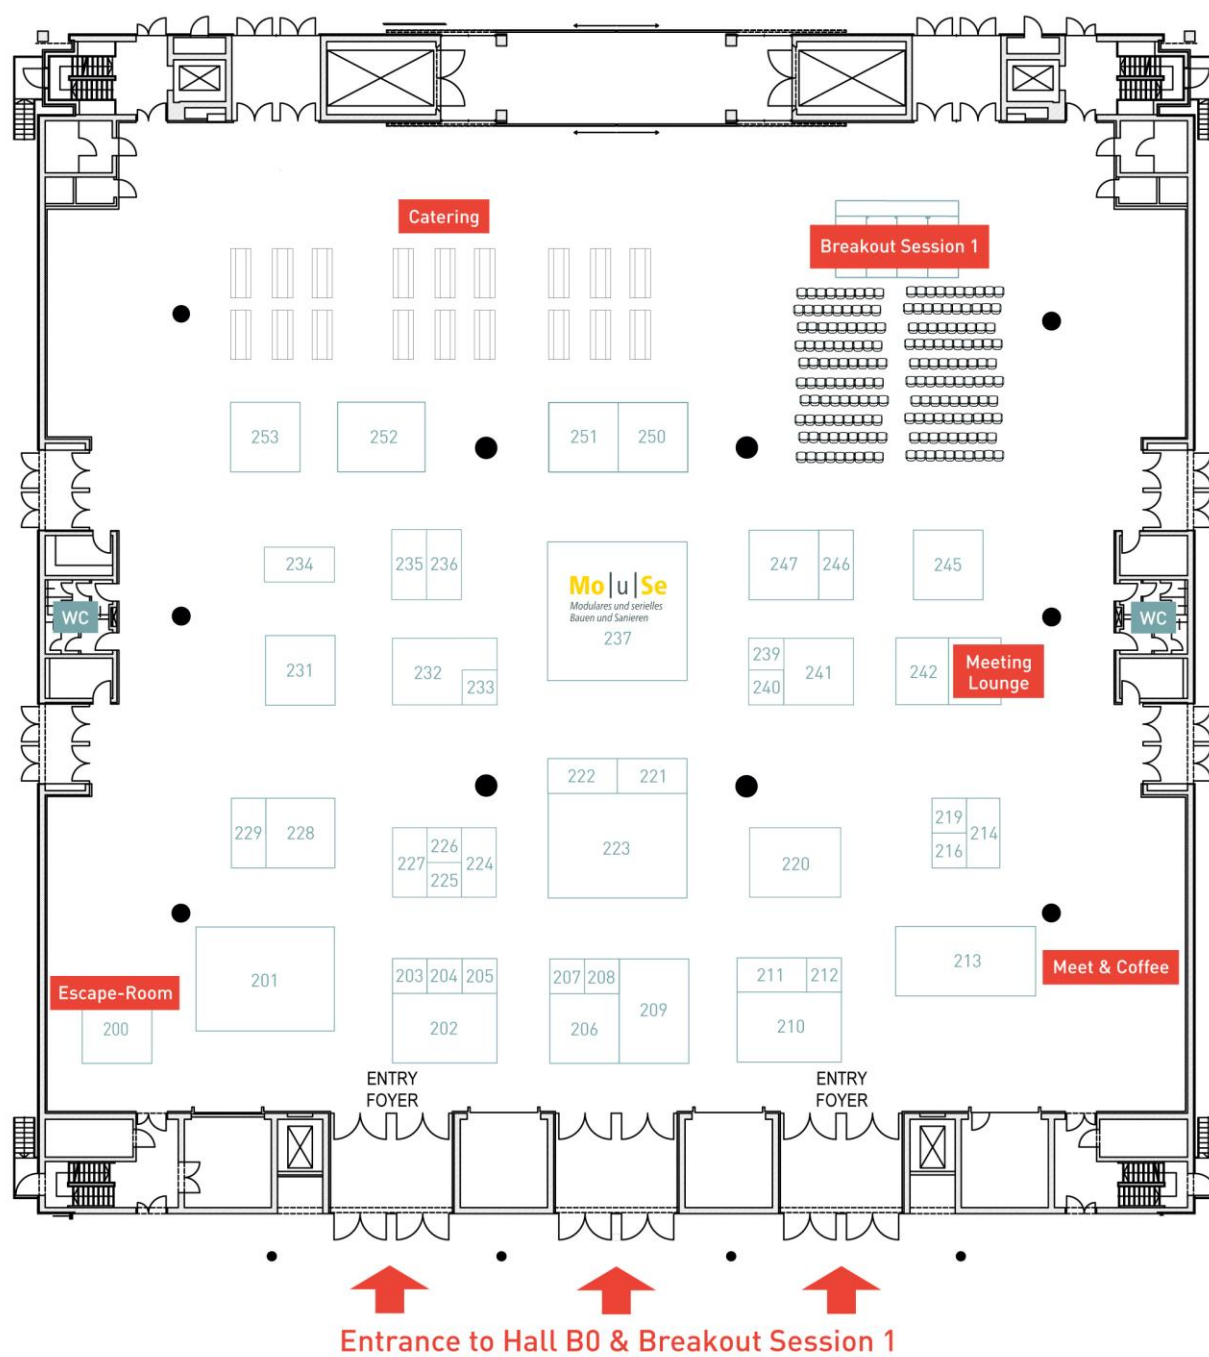 Catering
Breakout Session 1
253
252
251
250
234
235
236
Mo|u|Se
Modulares und serielles
Bauen und Sanieren
237
247
246
245
WC
WC
231
232
233
239
240
241
242
Meeting
Lounge
222
221
223
229
228
227
226
225
224
220
219
216
214
201
203
204
205
202
207
208
206
209
211
212
210
213
Meet & Coffee
Escape-Room
200
ENTRY
FOYER
ENTRY
FOYER
Entrance to Hall B0 & Breakout Session 1